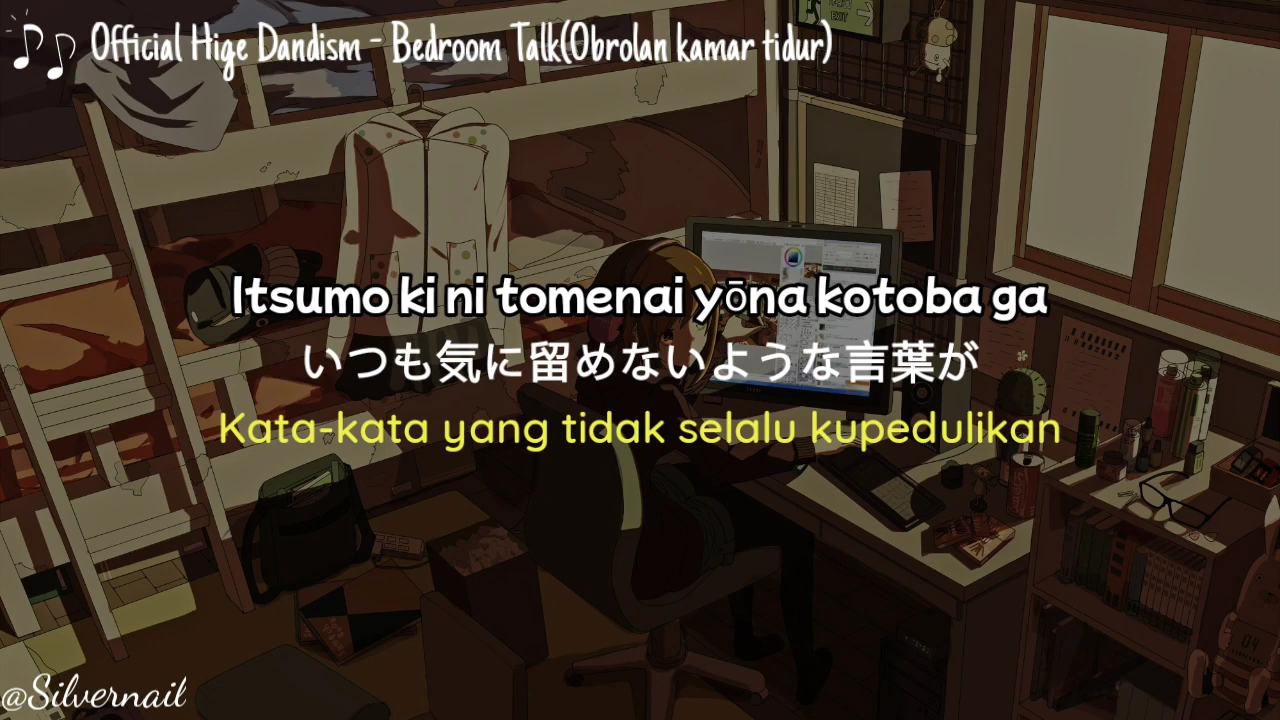 Official Hige Dandism - Bedroom Talk(Obrolan kamar tidur)
EXIT
Itsumo ki ni tomenai yōna kotoba ga
いつも気に留めないような言葉が
Kata-kata yang tidak selalu kupedulikan
@Silvernail